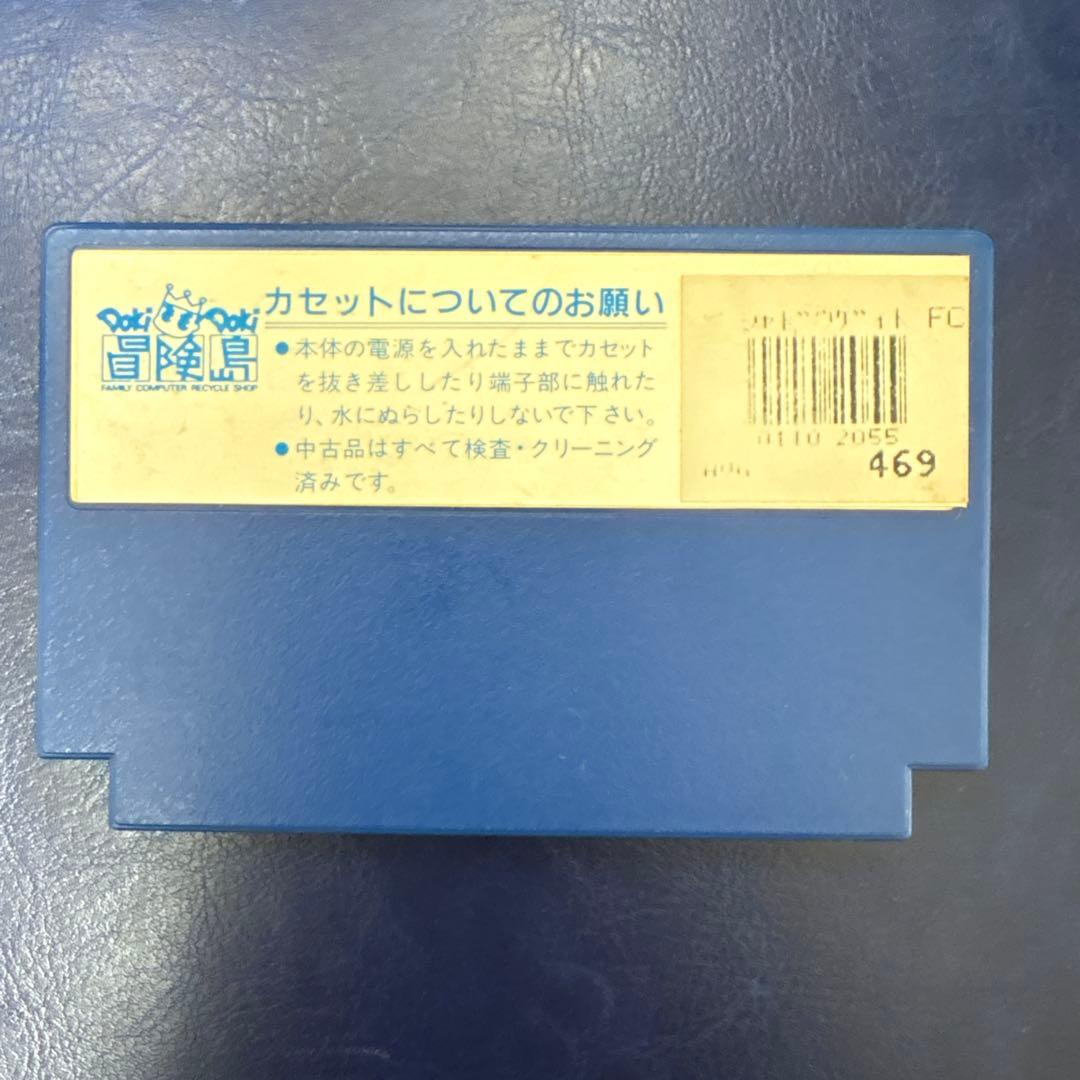 Doki Doki
冒険島
FAMILY COMPUTER RECYCLE SHOP
カセットについてのお願い
●本体の電源を入れたままでカセット
を抜き差ししたり端子部に触れた
り、水にぬらしたりしないで下さい。
●中古品はすべて検査・クリーニング
済みです。
FC
0110 2055
469